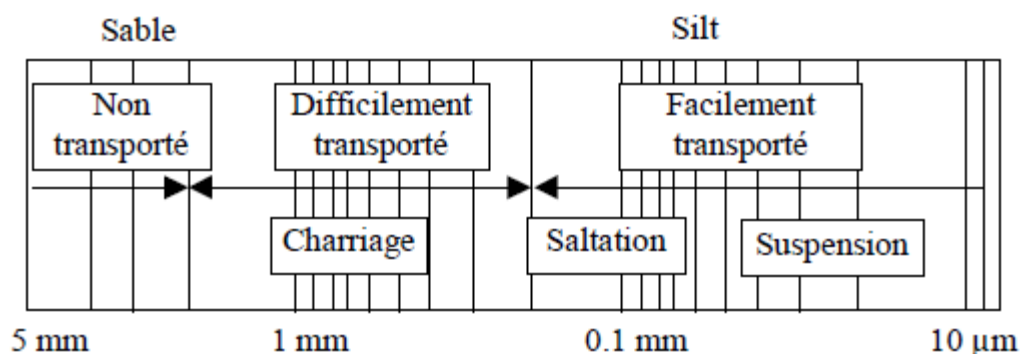 Sable Silt
Non Difficilement Facilement
transporté transporté transporté
Charriage Saltation Suspension
5 mm 1 mm 0.1 mm 10 µm